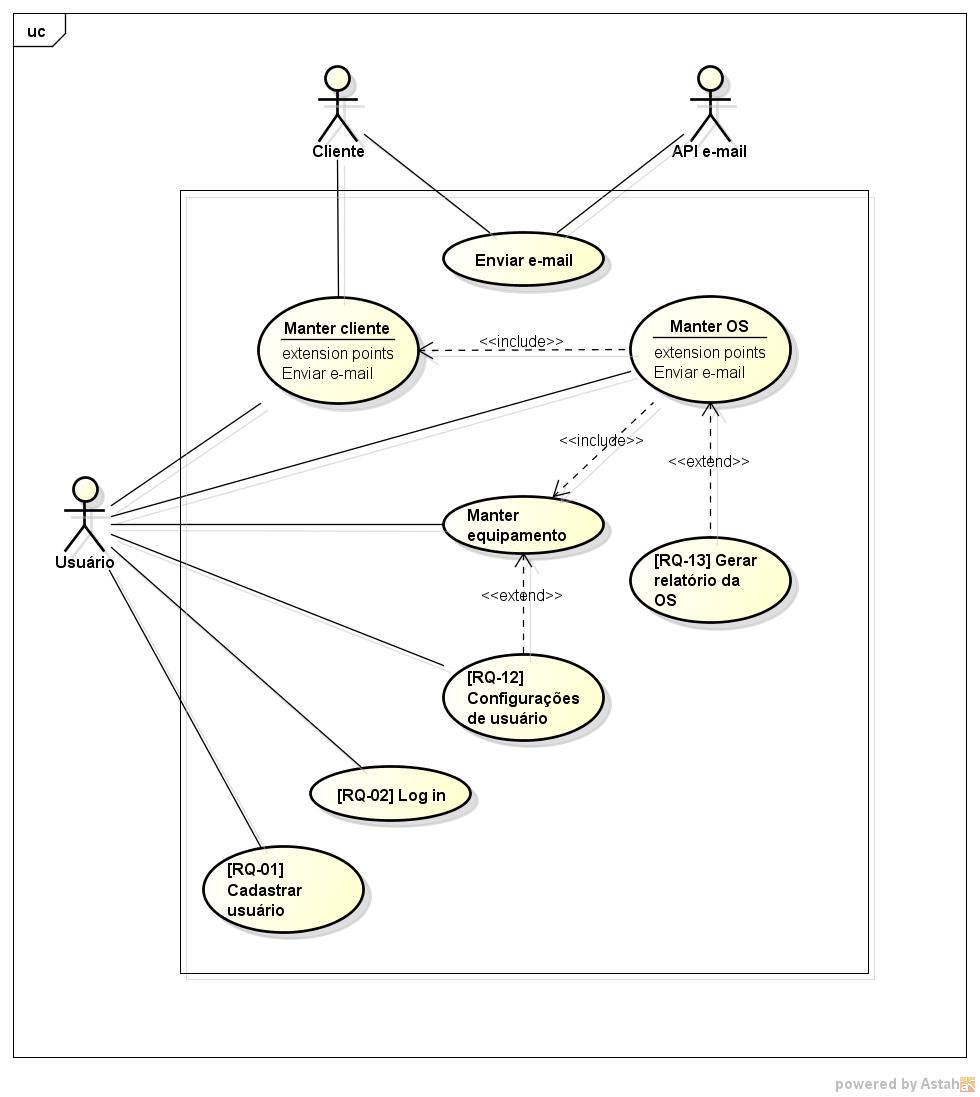 uc
Cliente
API e-mail
Enviar e-mail
Manter cliente
extension points
Enviar e-mail
<<include>>
Manter OS
extension points
Enviar e-mail
<<include>>
<<extend>>
Usuário
Manter
equipamento
[RQ-13] Gerar
relatório da
OS
<<extend>>
[RQ-12]
Configurações
de usuário
[RQ-02] Log in
[RQ-01]
Cadastrar
usuário
powered by Astah